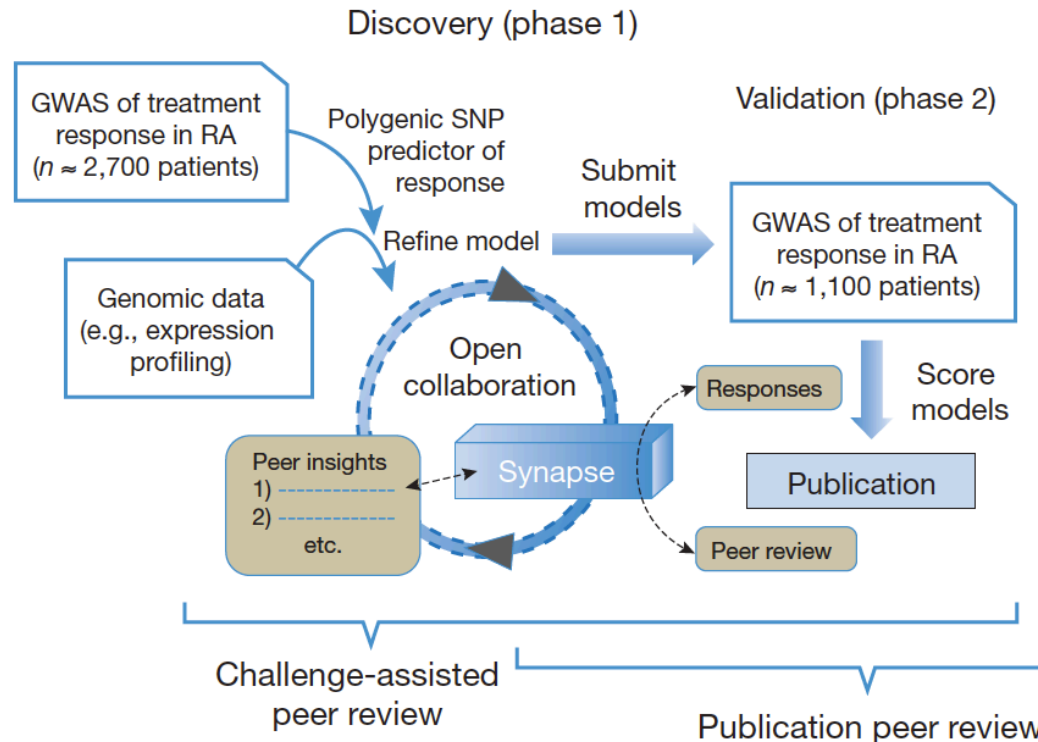 Discovery (phase 1)
GWAS of treatment
response in RA
(n ≈ 2,700 patients)
Polygenic SNP
predictor of
response
Validation (phase 2)
Submit
models
GWAS of treatment
response in RA
(n ≈ 1,100 patients)
Refine model
Genomic data
(e.g., expression
profiling)
Open
collaboration
Responses
Score
models
Peer insights
1)
2)
etc.
Synapse
Publication
Peer review
Challenge-assisted
peer review
Publication peer review